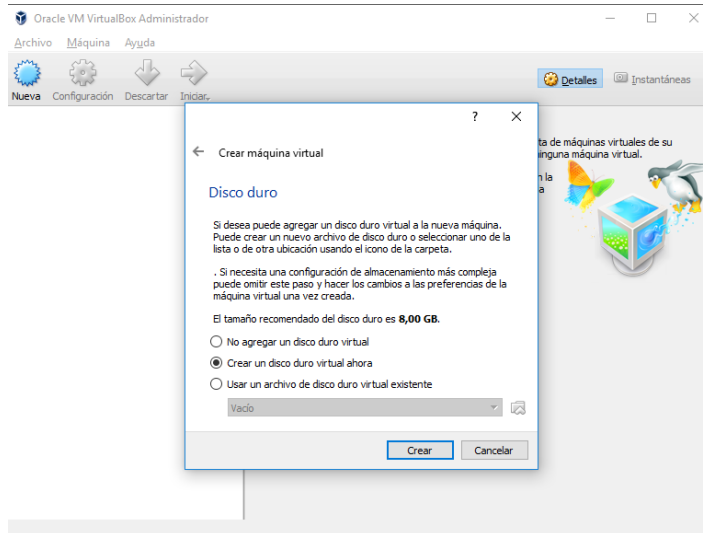 Oracle VM VirtualBox Administrador
Archivo Máquina Ayuda
Nueva Configuración Descartar Iniciar
Detalles Instantáneas
ta de máquinas virtuales de su
inguna máquina virtual.
n la
a
?
Crear máquina virtual
Disco duro
Si desea puede agregar un disco duro virtual a la nueva máquina.
Puede crear un nuevo archivo de disco duro o seleccionar uno de la
lista o de otra ubicación usando el icono de la carpeta.
. Si necesita una configuración de almacenamiento más compleja
puede omitir este paso y hacer los cambios a las preferencias de la
máquina virtual una vez creada.
El tamaño recomendado del disco duro es 8,00 GB.
No agregar un disco duro virtual
Crear un disco duro virtual ahora
Usar un archivo de disco duro virtual existente
Vacío
Crear Cancelar